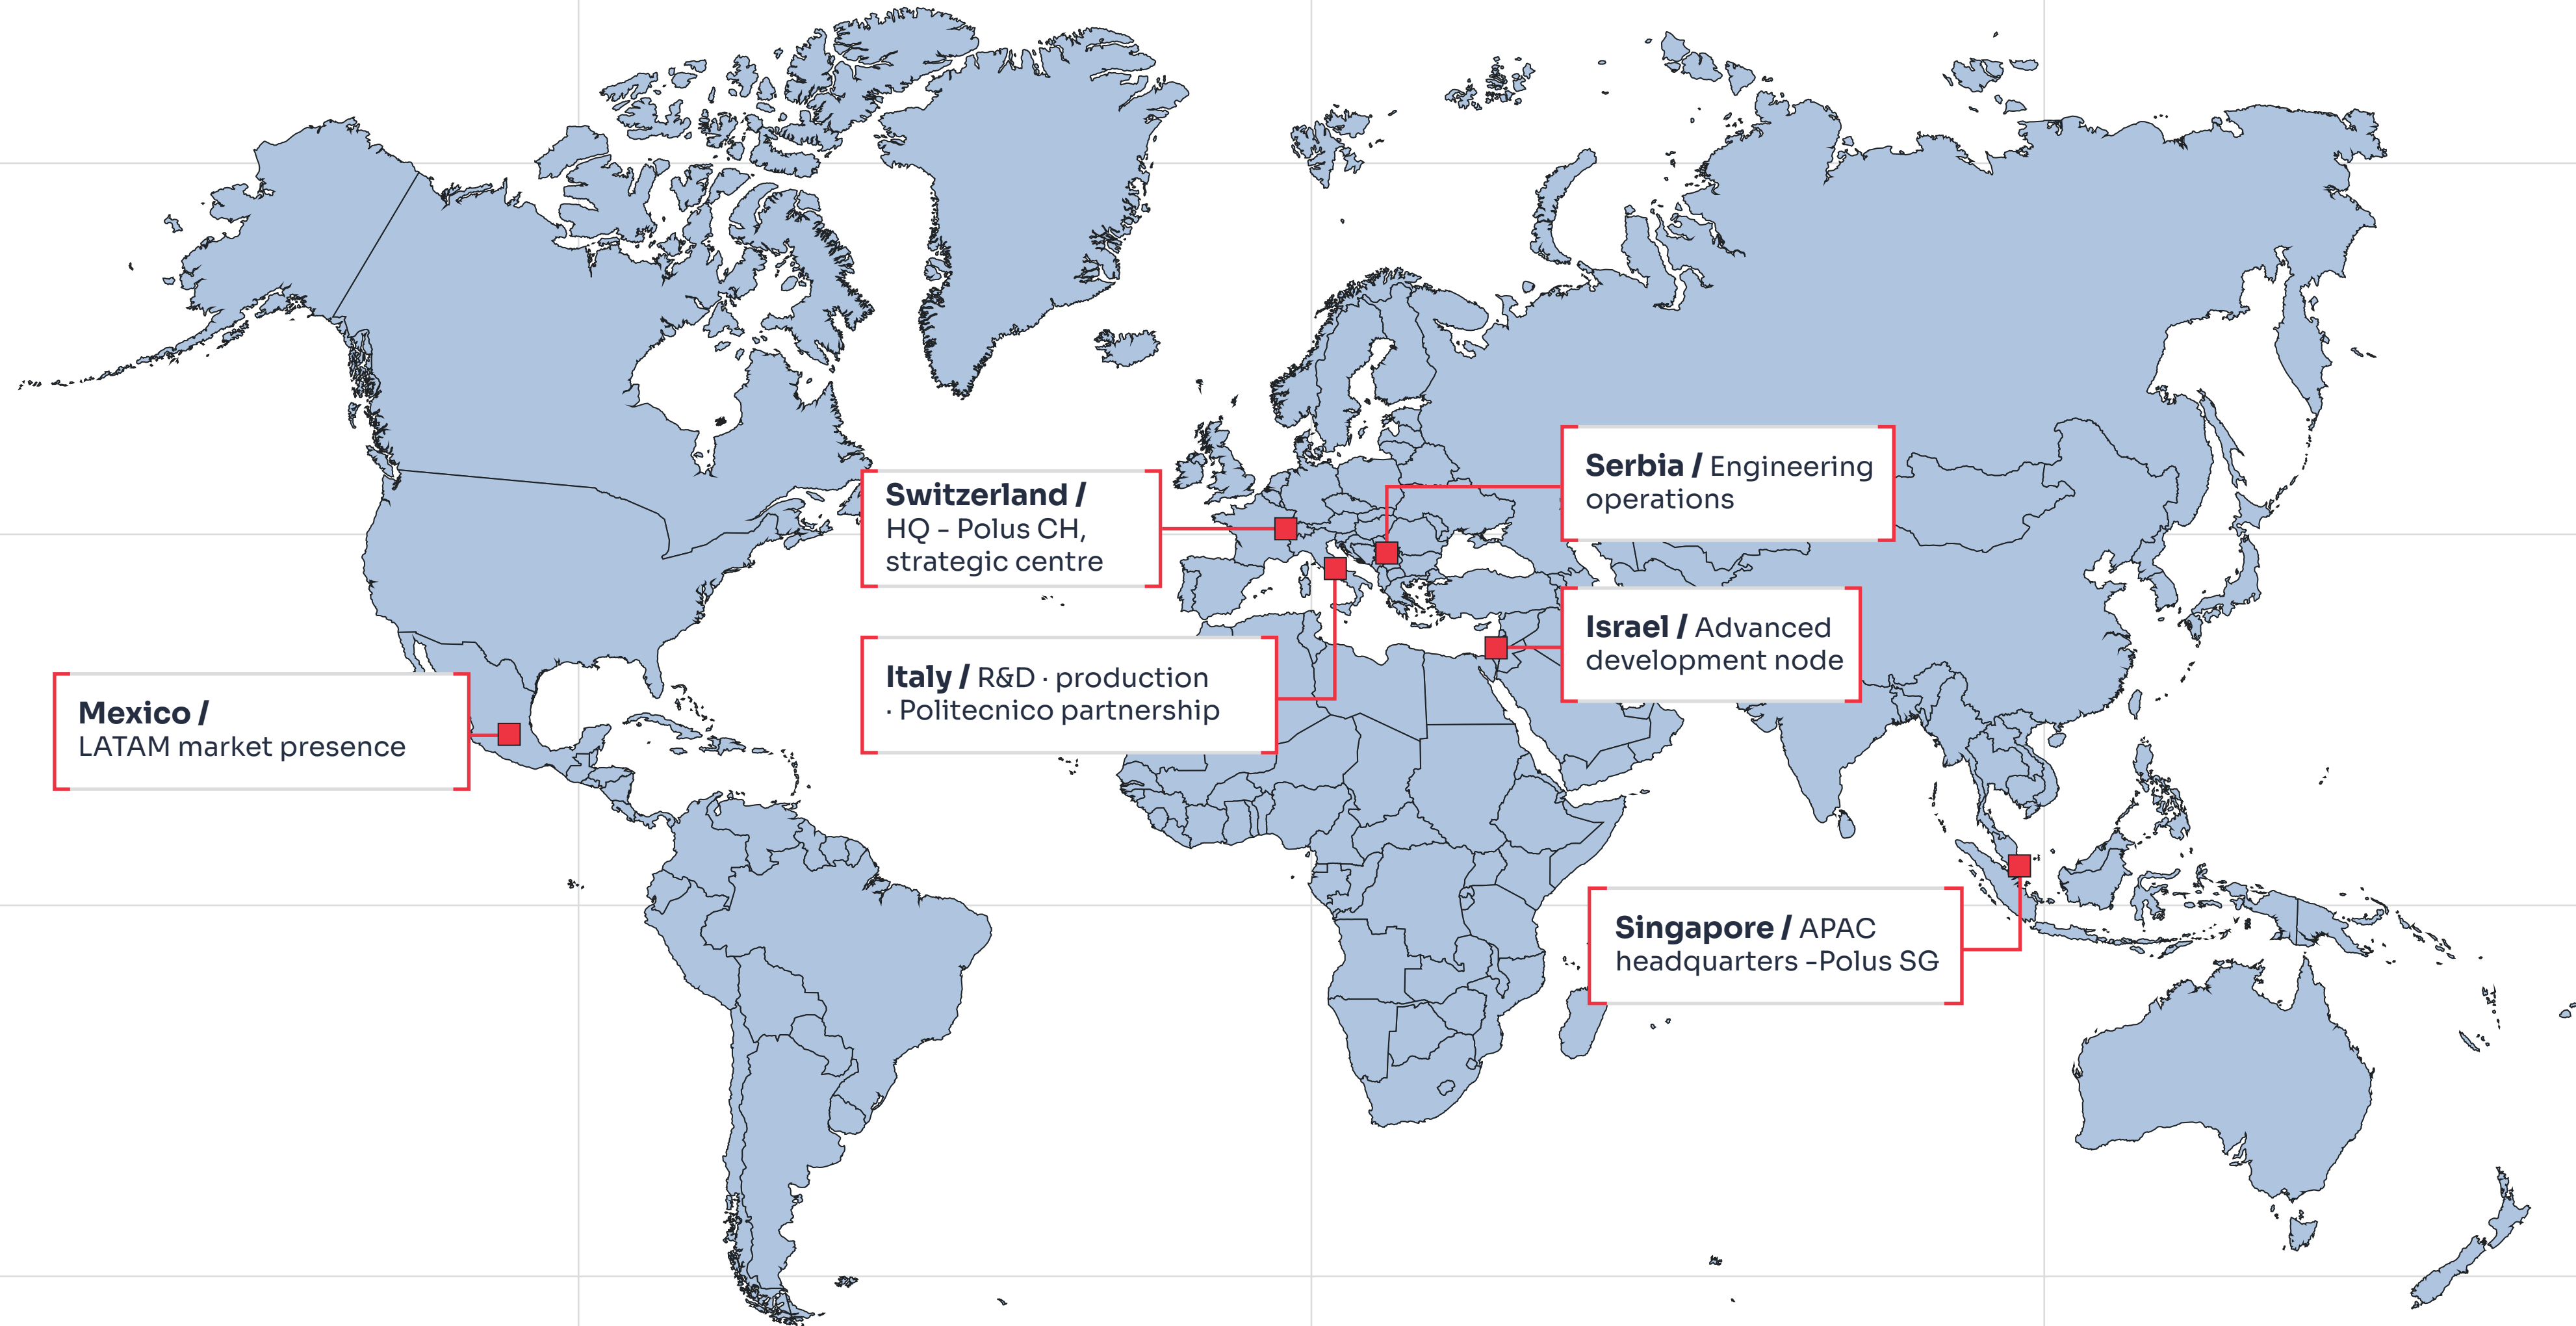 Serbia / Engineering
operations
Switzerland /
HQ - Polus CH,
strategic centre
Israel / Advanced
development node
Italy / R&D · production
· Politecnico partnership
Mexico /
LATAM market presence
Singapore / APAC
headquarters -Polus SG